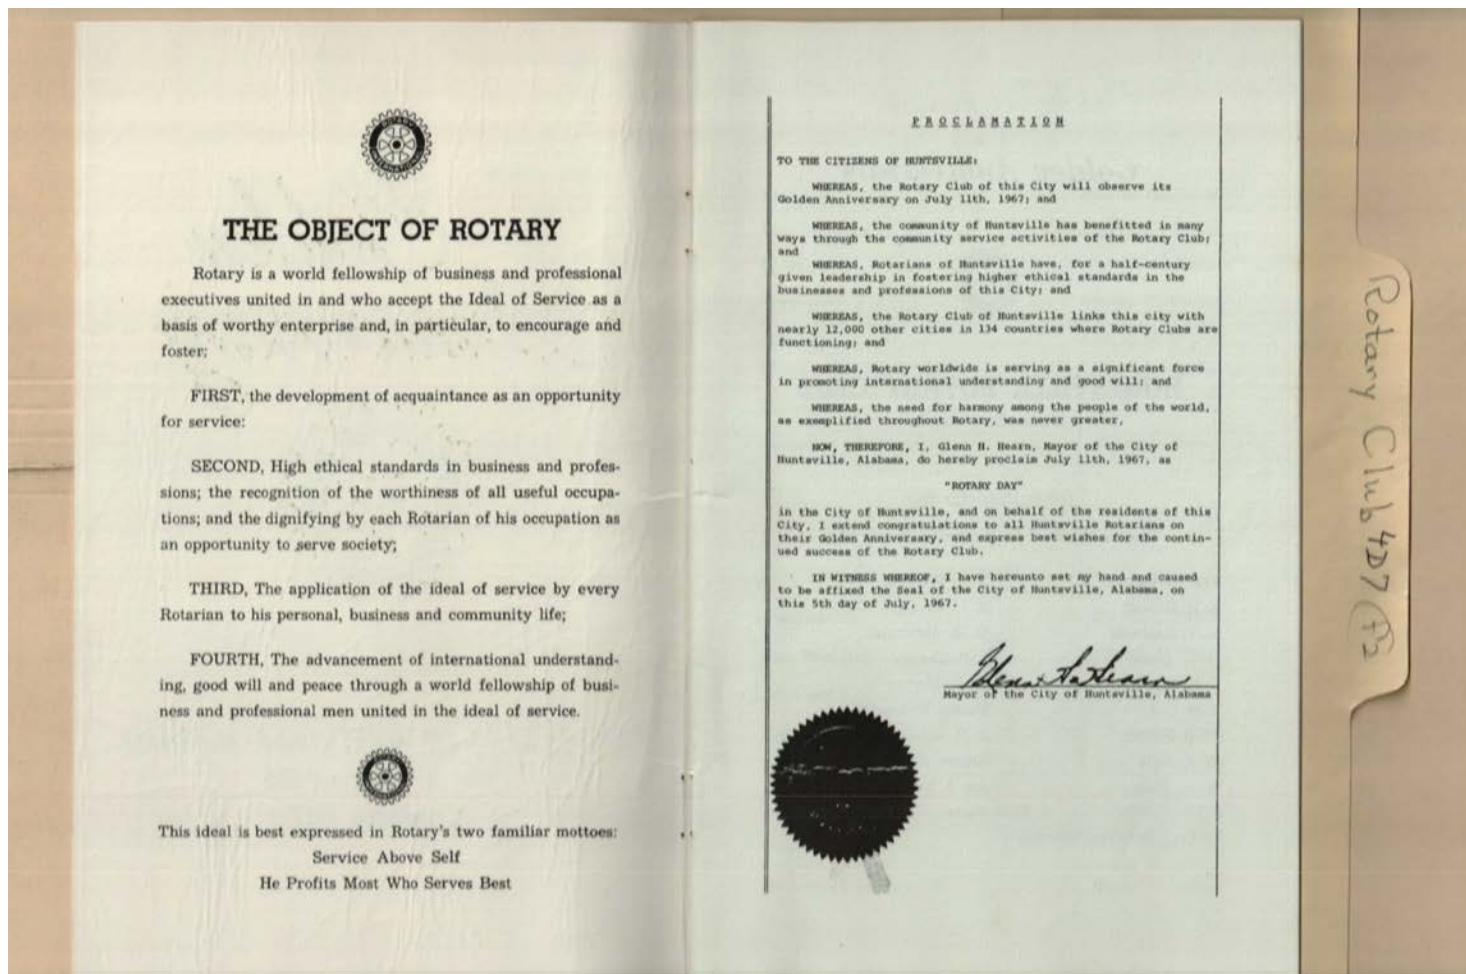 ROTARY
INTERNATIONAL
THE OBJECT OF ROTARY
Rotary is a world fellowship of business and professional
executives united in and who accept the Ideal of Service as a
basis of worthy enterprise and, in particular, to encourage and
foster;
FIRST, the development of acquaintance as an opportunity
for service:
SECOND, High ethical standards in business and profes-
sions; the recognition of the worthiness of all useful occupa-
tions; and the dignifying by each Rotarian of his occupation as
an opportunity to serve society;
THIRD, The application of the ideal of service by every
Rotarian to his personal, business and community life;
FOURTH, The advancement of international understand-
ing, good will and peace through a world fellowship of busi-
ness and professional men united in the ideal of service.
This ideal is best expressed in Rotary's two familiar mottoes:
Service Above Self
He Profits Most Who Serves Best
PROCLAMATION
TO THE CITIZENS OF HUNTSVILLE:
WHEREAS, the Rotary Club of this City will observe its
Golden Anniversary on July 11th, 1967; and
WHEREAS, the community of Huntsville has benefitted in many
ways through the community service activities of the Rotary Club;
and
WHEREAS, Rotarians of Huntsville have, for a half-century
given leadership in fostering higher ethical standards in the
businesses and professions of this City; and
WHEREAS, the Rotary Club of Huntsville links this city with
nearly 12,000 other cities in 134 countries where Rotary Clubs are
functioning; and
WHEREAS, Rotary worldwide is serving as a significant force
in promoting international understanding and good will; and
WHEREAS, the need for harmony among the people of the world,
as exemplified throughout Rotary, was never greater,
NOW, THEREFORE, I, Glenn H. Hearn, Mayor of the City of
Huntsville, Alabama, do hereby proclaim July 11th, 1967, as
"ROTARY DAY"
in the City of Huntsville, and on behalf of the residents of this
City, I extend congratulations to all Huntsville Rotarians on
their Golden Anniversary, and express best wishes for the contin-
ued success of the Rotary Club.
IN WITNESS WHEREOF, I have hereunto set my hand and caused
to be affixed the Seal of the City of Huntsville, Alabama, on
this 5th day of July, 1967.
Glenn H. Hearn
Mayor of the City of Huntsville, Alabama
Rotary Club 4D7 F2